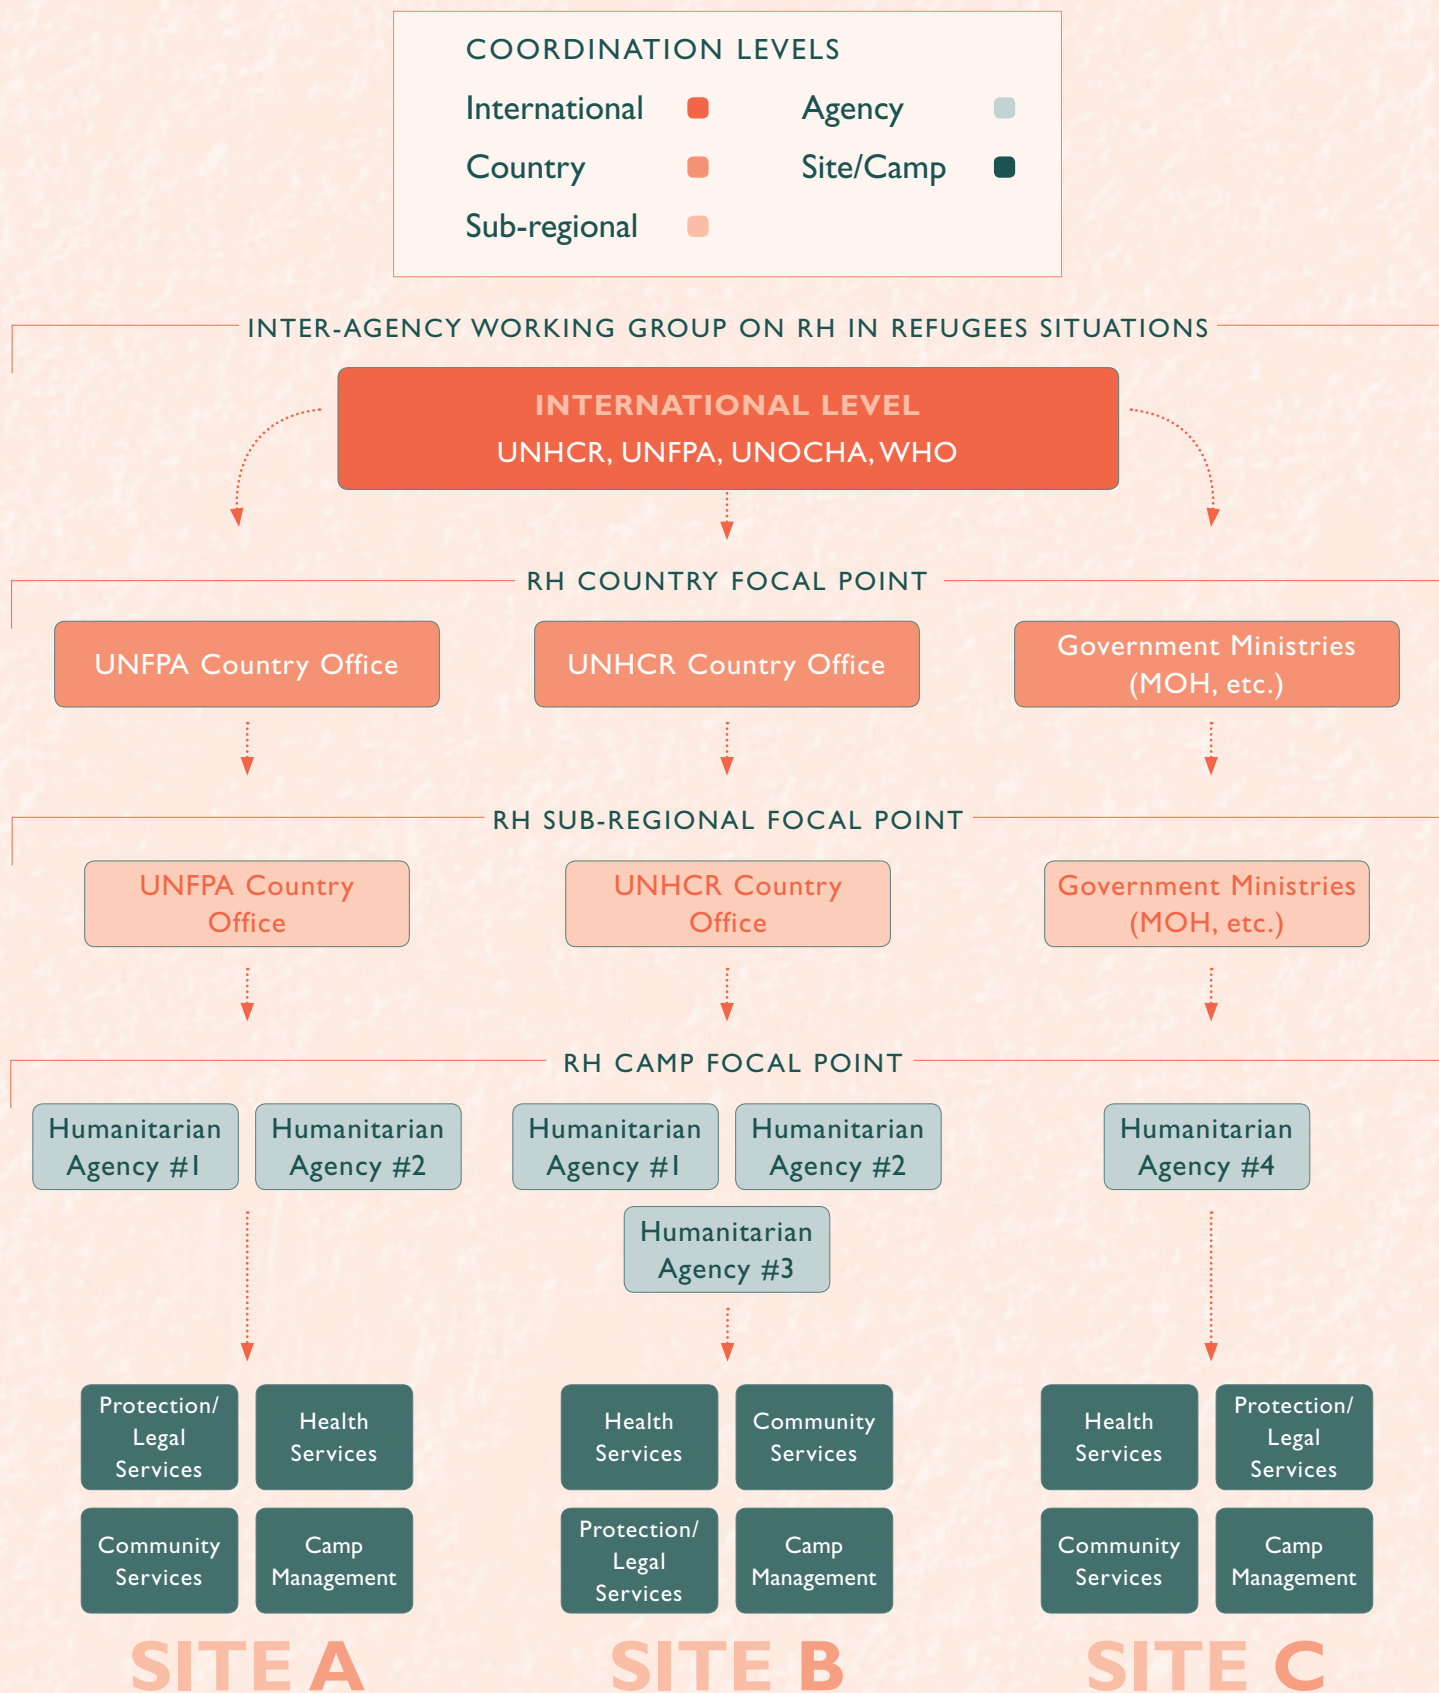 COORDINATION LEVELS
International
Agency
Country
Site/Camp
Sub-regional
INTER-AGENCY WORKING GROUP ON RH IN REFUGEES SITUATIONS
INTERNATIONAL LEVEL
UNHCR, UNFPA, UNOCHA, WHO
RH COUNTRY FOCAL POINT
UNFPA Country Office
UNHCR Country Office
Government Ministries
(MOH, etc.)
RH SUB-REGIONAL FOCAL POINT
UNFPA Country
Office
UNHCR Country
Office
Government Ministries
(MOH, etc.)
RH CAMP FOCAL POINT
Humanitarian
Agency #1
Humanitarian
Agency #2
Humanitarian
Agency #1
Humanitarian
Agency #2
Humanitarian
Agency #3
Humanitarian
Agency #4
Protection/
Legal
Services
Health
Services
Community
Services
Camp
Management
Health
Services
Community
Services
Protection/
Legal
Services
Camp
Management
Health
Services
Protection/
Legal
Services
Community
Services
Camp
Management
SITE A
SITE B
SITE C